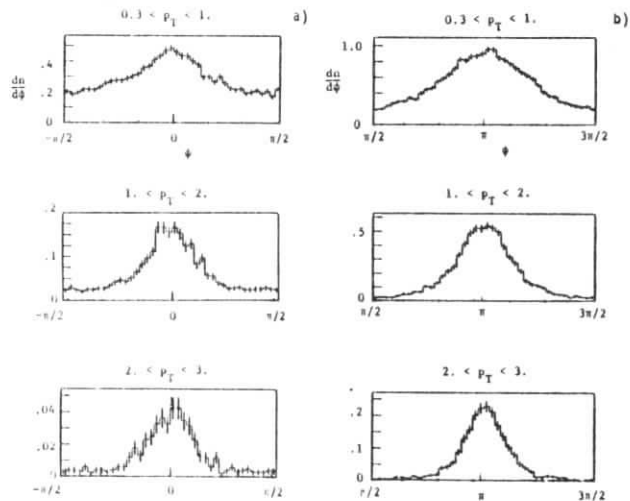 0.3 < p_T < 1.
a)
.4
.2
0
dn/dϕ
-π/2
0
π/2
ϕ
0.3 < p_T < 1.
b)
1.0
0
dn/dϕ
π/2
π
3π/2
ϕ
1. < p_T < 2.
.2
.1
0
-π/2
0
π/2
1. < p_T < 2.
.5
0
π/2
π
3π/2
2. < p_T < 3.
.04
.02
0
-π/2
0
2. < p_T < 3.
.2
.1
0
π
3π/2